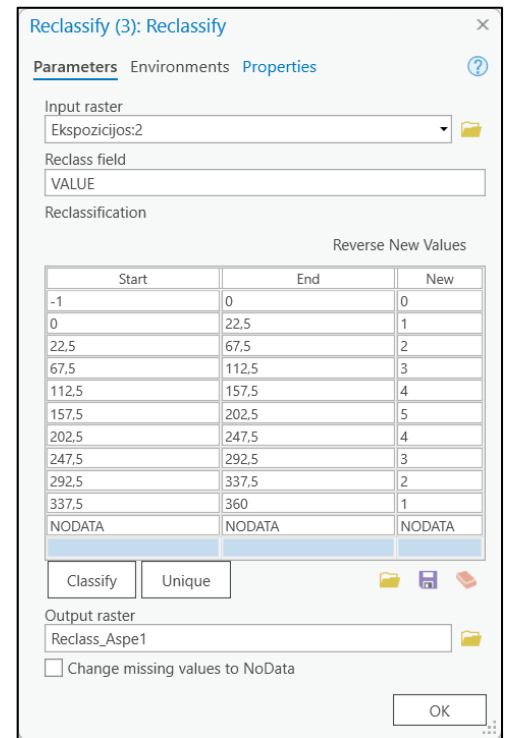 Reclassify (3): Reclassify
Parameters Environments Properties
Input raster
Ekspozicijos:2
Reclass field
VALUE
Reclassification
Reverse New Values
Start End New
-1 0 0
0 22,5 1
22,5 67,5 2
67,5 112,5 3
112,5 157,5 4
157,5 202,5 5
202,5 247,5 4
247,5 292,5 3
292,5 337,5 2
337,5 360 1
NODATA NODATA NODATA
Classify Unique
Output raster
Reclass_Aspe1
Change missing values to NoData
OK